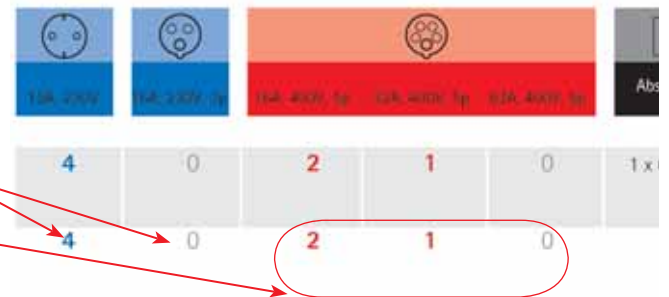 16A, 230V 16A, 230V, 3p 16A, 400V, 5p 32A, 400V, 5p 63A, 400V, 5p
Abs
4 0 2 1 0 1 x
4 0 2 1 0